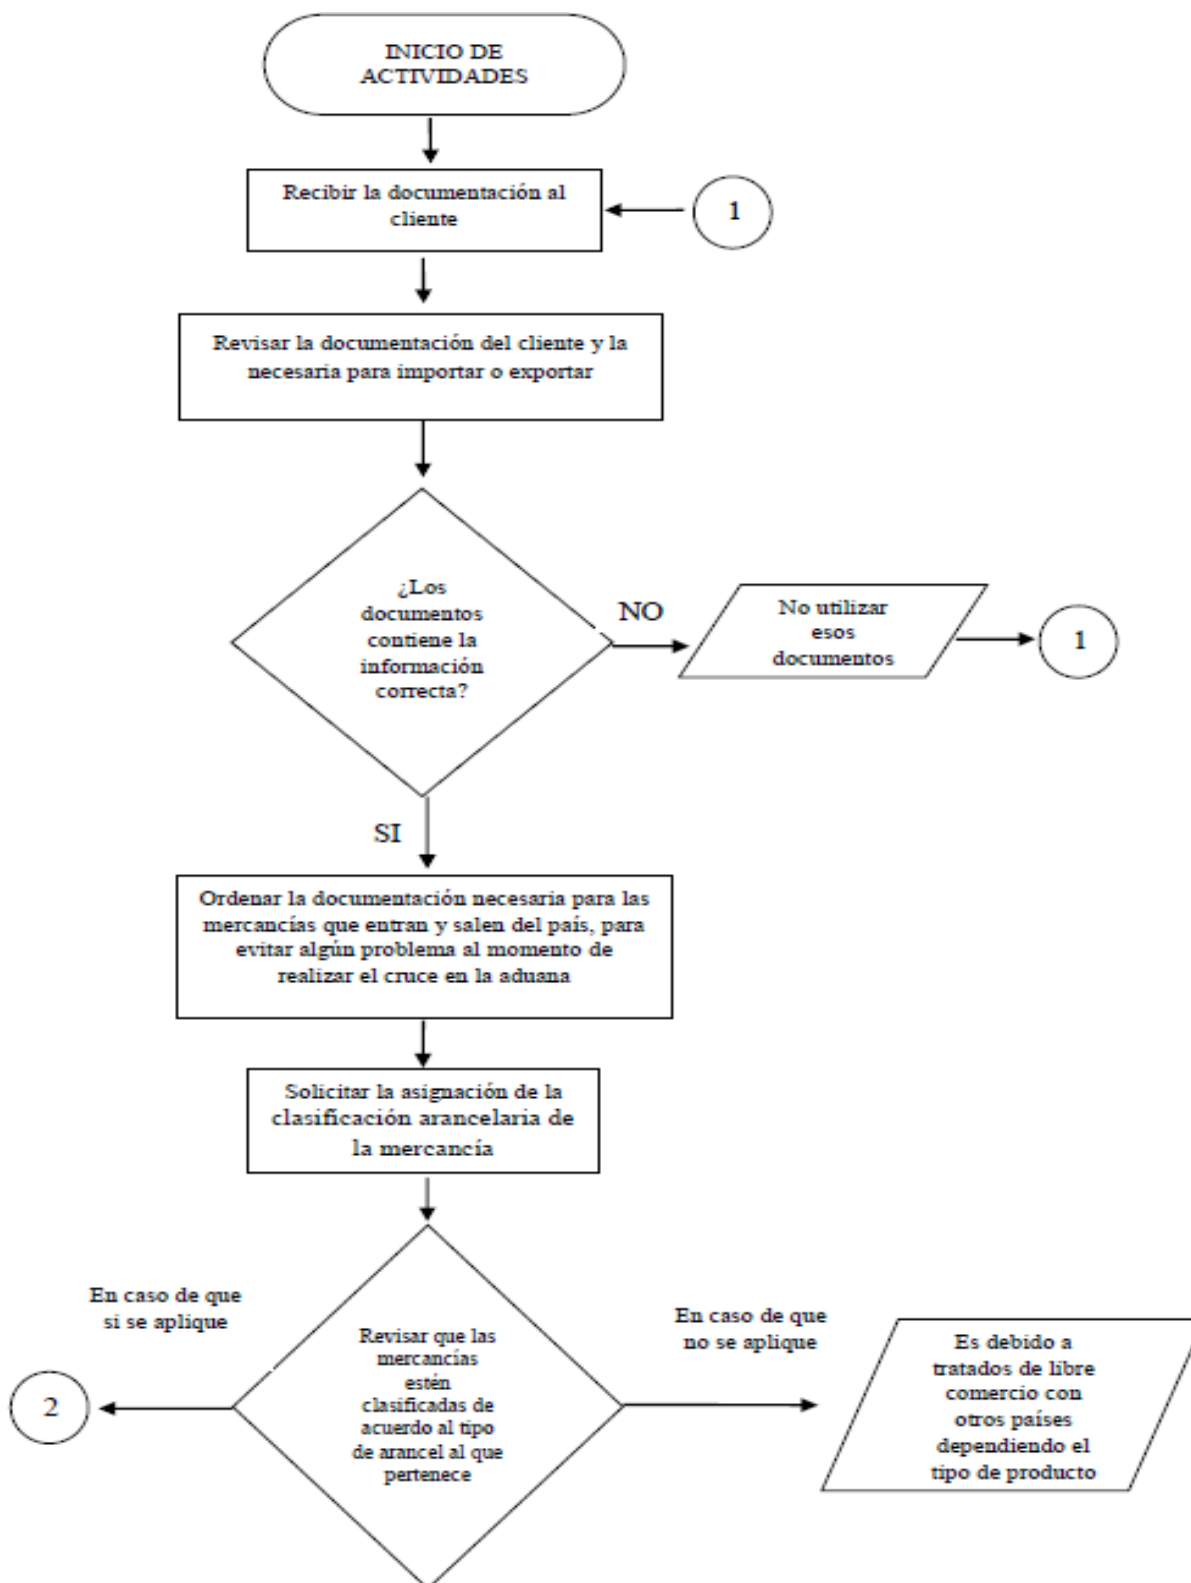 INICIO DE
ACTIVIDADES
Recibir la documentación al
cliente
1
Revisar la documentación del cliente y la
necesaria para importar o exportar
¿Los
documentos
contiene la
información
correcta?
NO
No utilizar
esos
documentos
1
SI
Ordenar la documentación necesaria para las
mercancías que entran y salen del país, para
evitar algún problema al momento de
realizar el cruce en la aduana
Solicitar la asignación de la
clasificación arancelaria de
la mercancía
En caso de que
si se aplique
2
Revisar que las
mercancías
estén
clasificadas de
acuerdo al tipo
de arancel al que
pertenece
En caso de que
no se aplique
Es debido a
tratados de libre
comercio con
otros países
dependiendo el
tipo de producto